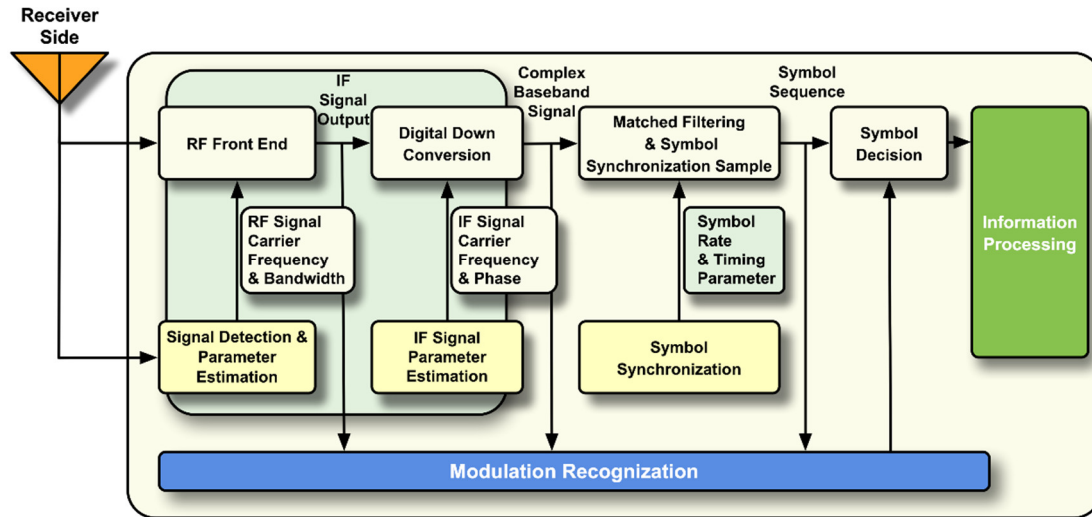 Receiver
Side
IF
Signal
Output
Complex
Baseband
Signal
Symbol
Sequence
RF Front End
Digital Down
Conversion
Matched Filtering
& Symbol
Synchronization Sample
Symbol
Decision
Information
Processing
RF Signal
Carrier
Frequency
& Bandwidth
IF Signal
Carrier
Frequency
& Phase
Symbol
Rate
& Timing
Parameter
Signal Detection &
Parameter
Estimation
IF Signal
Parameter
Estimation
Symbol
Synchronization
Modulation Recognization